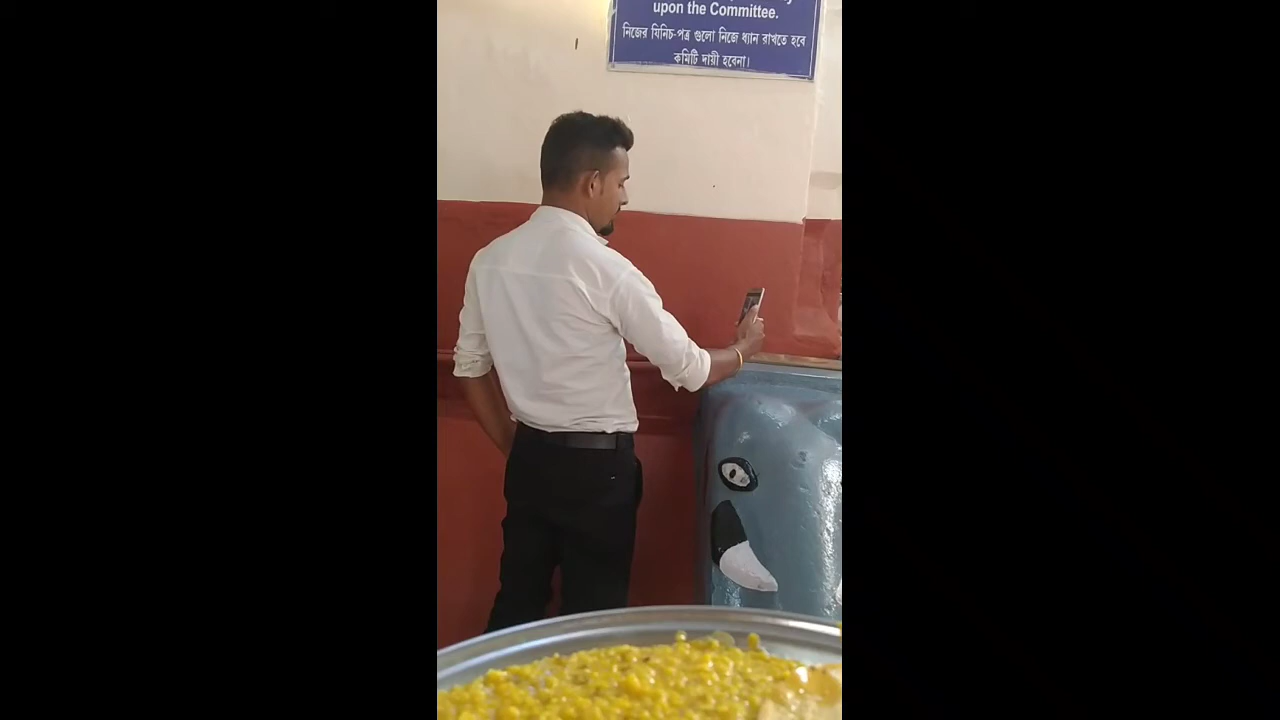 upon the Committee.
নিজের যিনিচ-পত্র গুলো নিজে ধ্যান রাখতে হবে
কমিটি দায়ী হবেনা।